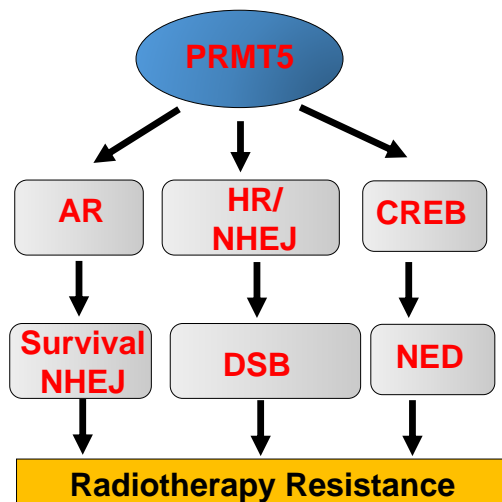 PRMT5
AR
HR/
NHEJ
CREB
Survival
NHEJ
DSB
NED
Radiotherapy Resistance